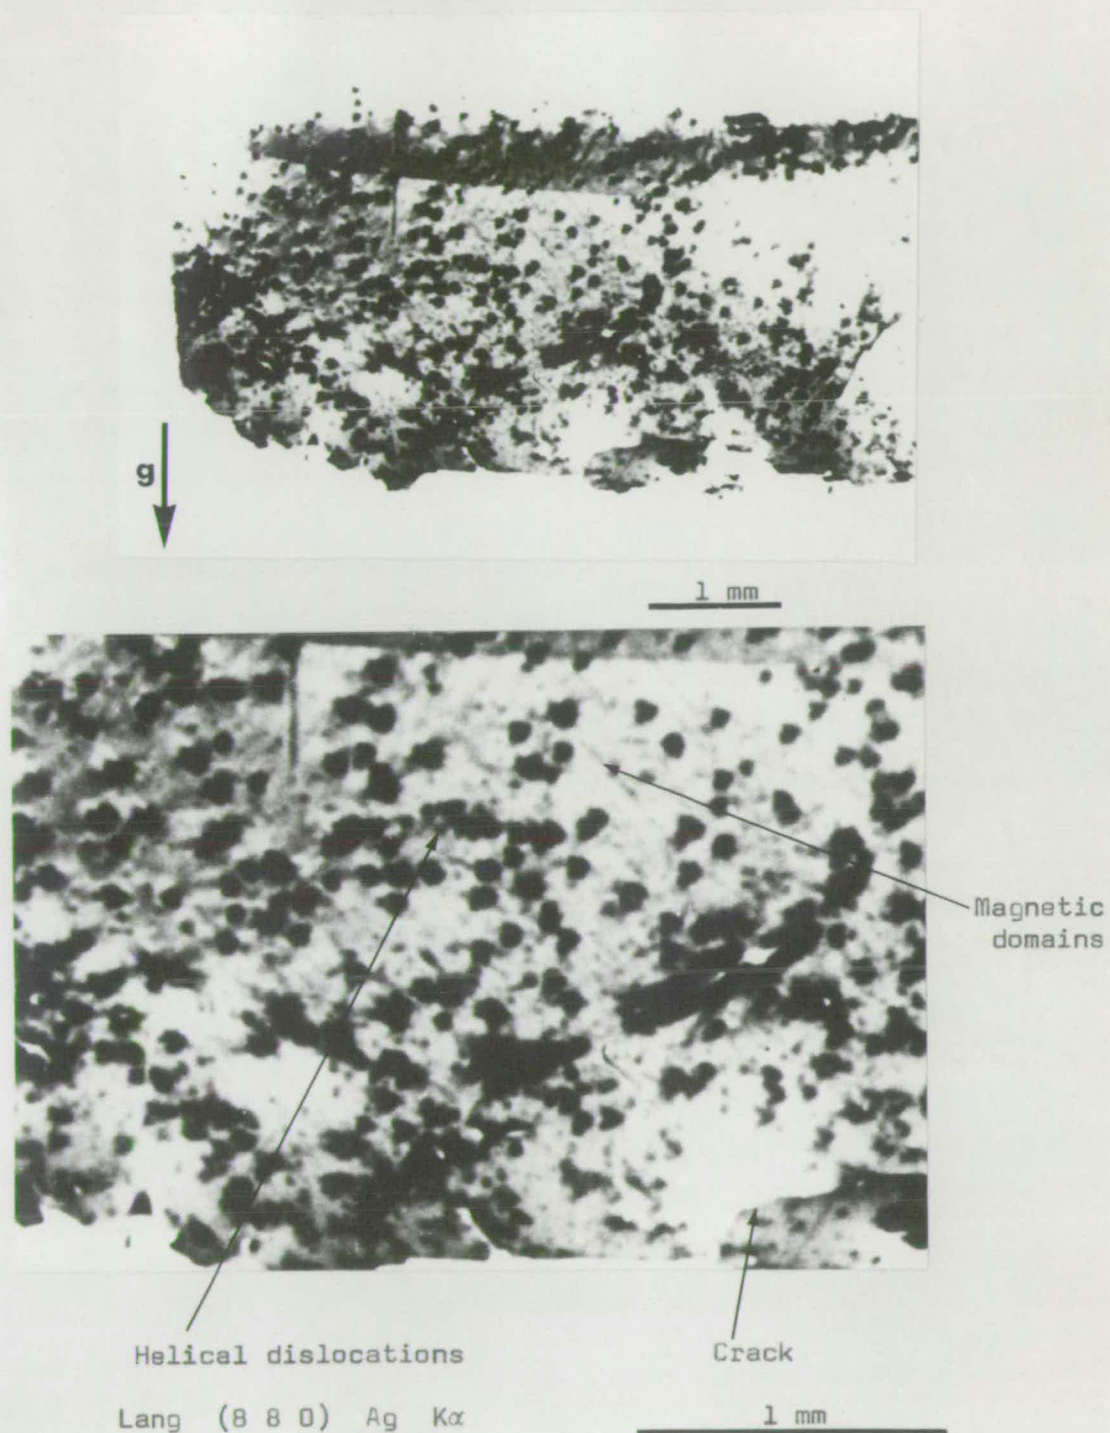 g
1 mm
Magnetic
domains
Helical dislocations
Crack
Lang (8 8 0) Ag Kα
1 mm